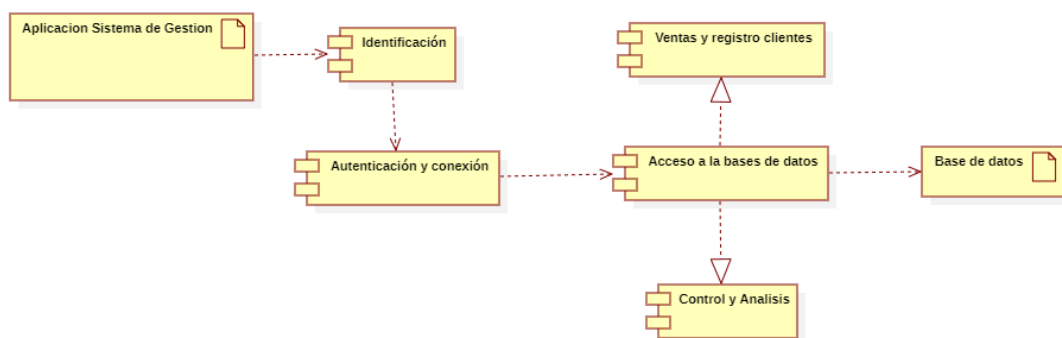 Aplicacion Sistema de Gestion
Identificación
Ventas y registro clientes
Autenticación y conexión
Acceso a la bases de datos
Base de datos
Control y Analisis